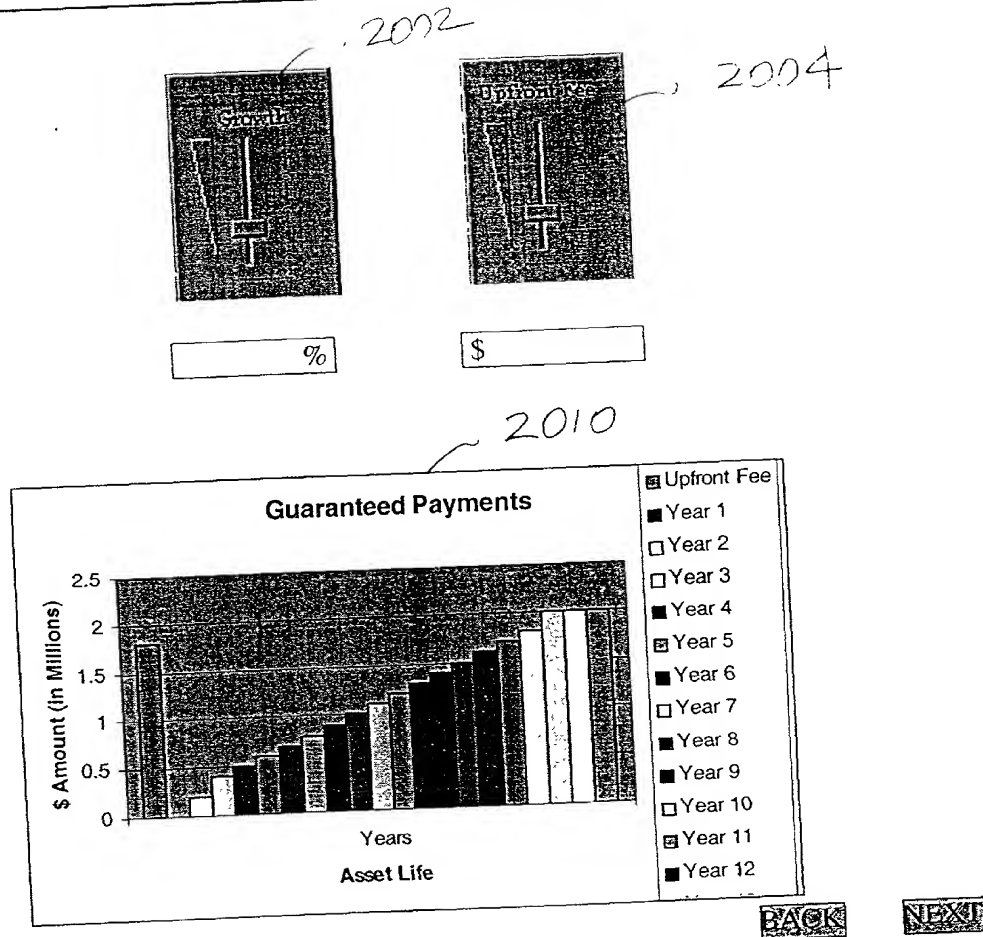 2002
2004
Growth
Upfront Fee
%
$
2010
Guaranteed Payments
$ Amount (in Millions)
2.5
2
1.5
1
0.5
0
Years
Asset Life
Upfront Fee
Year 1
Year 2
Year 3
Year 4
Year 5
Year 6
Year 7
Year 8
Year 9
Year 10
Year 11
Year 12
BACK
NEXT